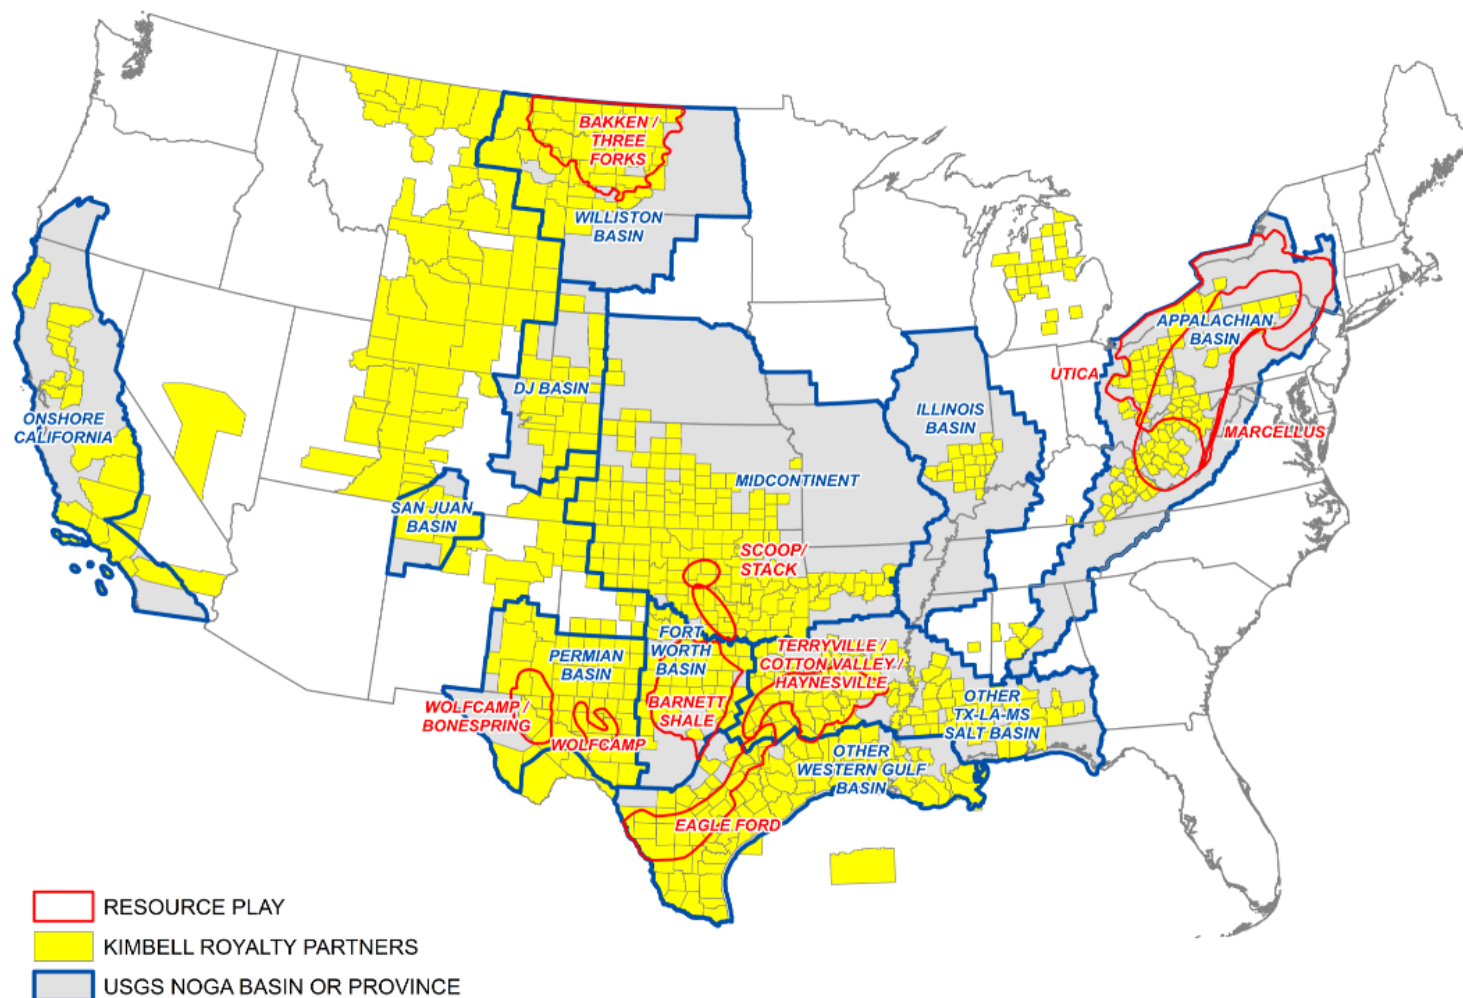 BAKKEN /
THREE
FORKS
WILLISTON
BASIN
APPALACHIAN
BASIN
UTICA
MARCELLUS
DJ BASIN
ILLINOIS
BASIN
ONSHORE
CALIFORNIA
MIDCONTINENT
SAN JUAN
BASIN
SCOOP/
STACK
FORT
WORTH
BASIN
PERMIAN
BASIN
TERRYVILLE /
COTTON VALLEY /
HAYNESVILLE
WOLFCAMP /
BONESPRING
BARNETT
SHALE
OTHER
TX-LA-MS
SALT BASIN
WOLFCAMP
OTHER
WESTERN GULF
BASIN
EAGLE FORD
RESOURCE PLAY
KIMBELL ROYALTY PARTNERS
USGS NOGA BASIN OR PROVINCE